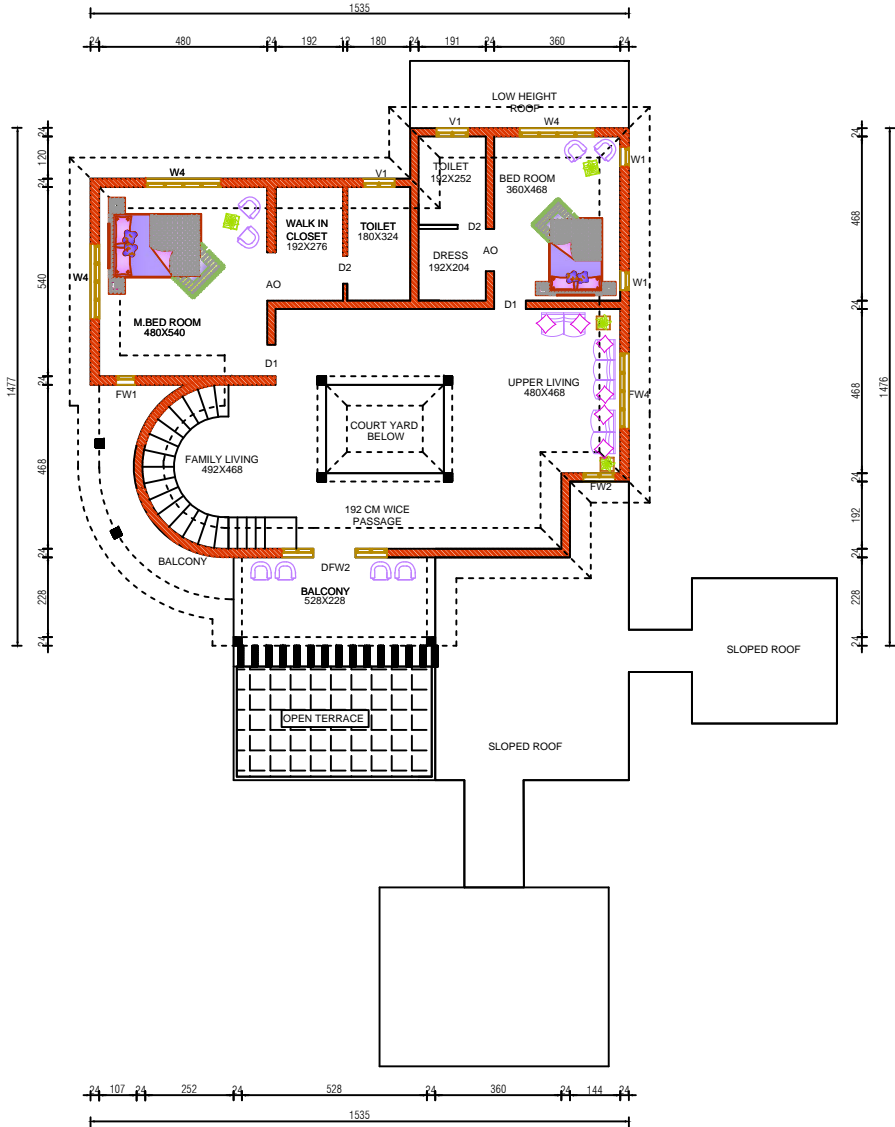 1535
24
480
24
192
12
180
24
191
24
360
24
LOW HEIGHT
ROOF
V1
W4
24
120
24
540
24
468
24
228
24
1477
24
468
24
468
24
192
24
228
24
1476
TOILET
192X252
BED ROOM
360X468
W1
W4
V1
WALK IN
CLOSET
192X276
TOILET
180X324
D2
DRESS
192X204
AO
W4
D2
AO
W1
D1
M.BED ROOM
480X540
D1
FW1
UPPER LIVING
480X468
FW4
COURT YARD
BELOW
FAMILY LIVING
492X468
FW2
192 CM WICE
PASSAGE
BALCONY
DFW2
BALCONY
528X228
SLOPED ROOF
OPEN TERRACE
SLOPED ROOF
24
107
24
252
24
528
24
360
24
144
24
1535